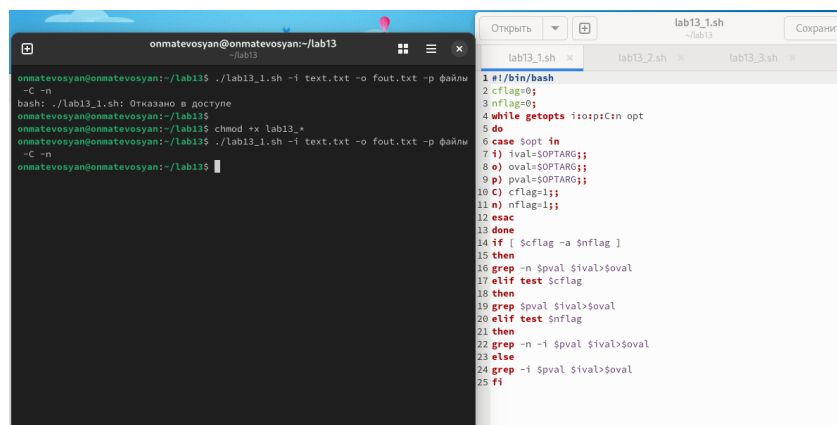 onmatevosyan@onmatevosyan:~/lab13
~/lab13
onmatevosyan@onmatevosyan:~/lab13$ ./lab13_1.sh -i text.txt -o fout.txt -p файлы
-C -n
bash: ./lab13_1.sh: Отказано в доступе
onmatevosyan@onmatevosyan:~/lab13$
onmatevosyan@onmatevosyan:~/lab13$ chmod +x lab13_*
onmatevosyan@onmatevosyan:~/lab13$ ./lab13_1.sh -i text.txt -o fout.txt -p файлы
-C -n
onmatevosyan@onmatevosyan:~/lab13$
Открыть
lab13_1.sh
~/lab13
Сохрани
lab13_1.sh ×
lab13_2.sh ×
lab13_3.sh ×
1 #!/bin/bash
2 cflag=0;
3 nflag=0;
4 while getopts i:o:p:C:n opt
5 do
6 case $opt in
7 i) ival=$OPTARG;;
8 o) oval=$OPTARG;;
9 p) pval=$OPTARG;;
10 C) cflag=1;;
11 n) nflag=1;;
12 esac
13 done
14 if [ $cflag -a $nflag ]
15 then
16 grep -n $pval $ival>$oval
17 elif test $cflag
18 then
19 grep $pval $ival>$oval
20 elif test $nflag
21 then
22 grep -n -i $pval $ival>$oval
23 else
24 grep -i $pval $ival>$oval
25 fi